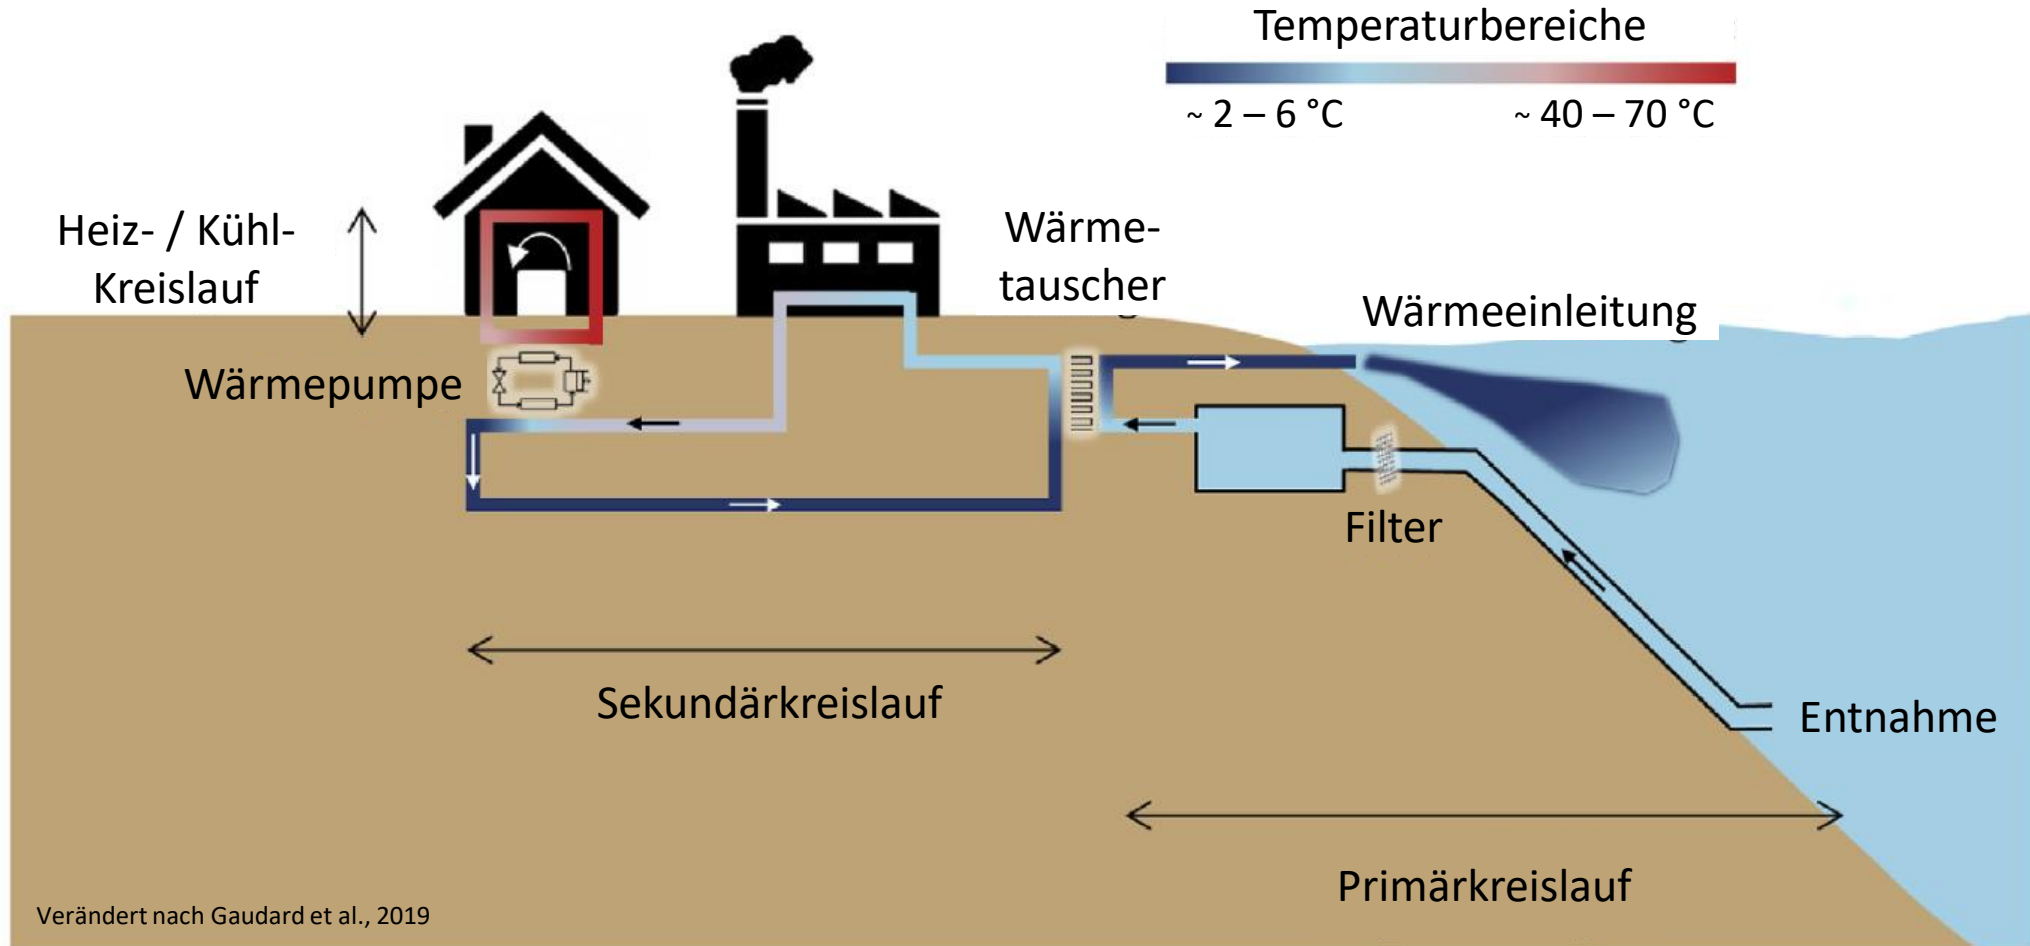 Temperaturbereiche
~ 2 – 6 °C
~ 40 – 70 °C
Heiz- / Kühl-
Kreislauf
Wärme-
tauscher
Wärmeeinleitung
Wärmepumpe
Filter
Sekundärkreislauf
Entnahme
Primärkreislauf
Verändert nach Gaudard et al., 2019